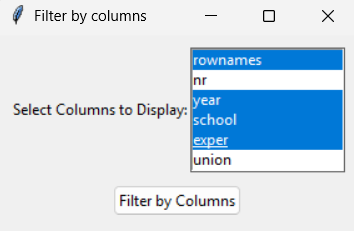 Filter by columns
Select Columns to Display:
rownames
nr
year
school
exper
union
Filter by Columns